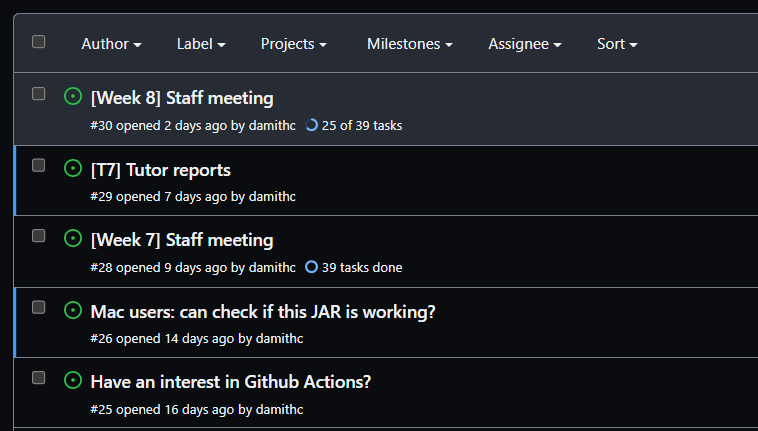 Author Label Projects Milestones Assignee Sort
[Week 8] Staff meeting
#30 opened 2 days ago by damithc 25 of 39 tasks
[T7] Tutor reports
#29 opened 7 days ago by damithc
[Week 7] Staff meeting
#28 opened 9 days ago by damithc 39 tasks done
Mac users: can check if this JAR is working?
#26 opened 14 days ago by damithc
Have an interest in Github Actions?
#25 opened 16 days ago by damithc